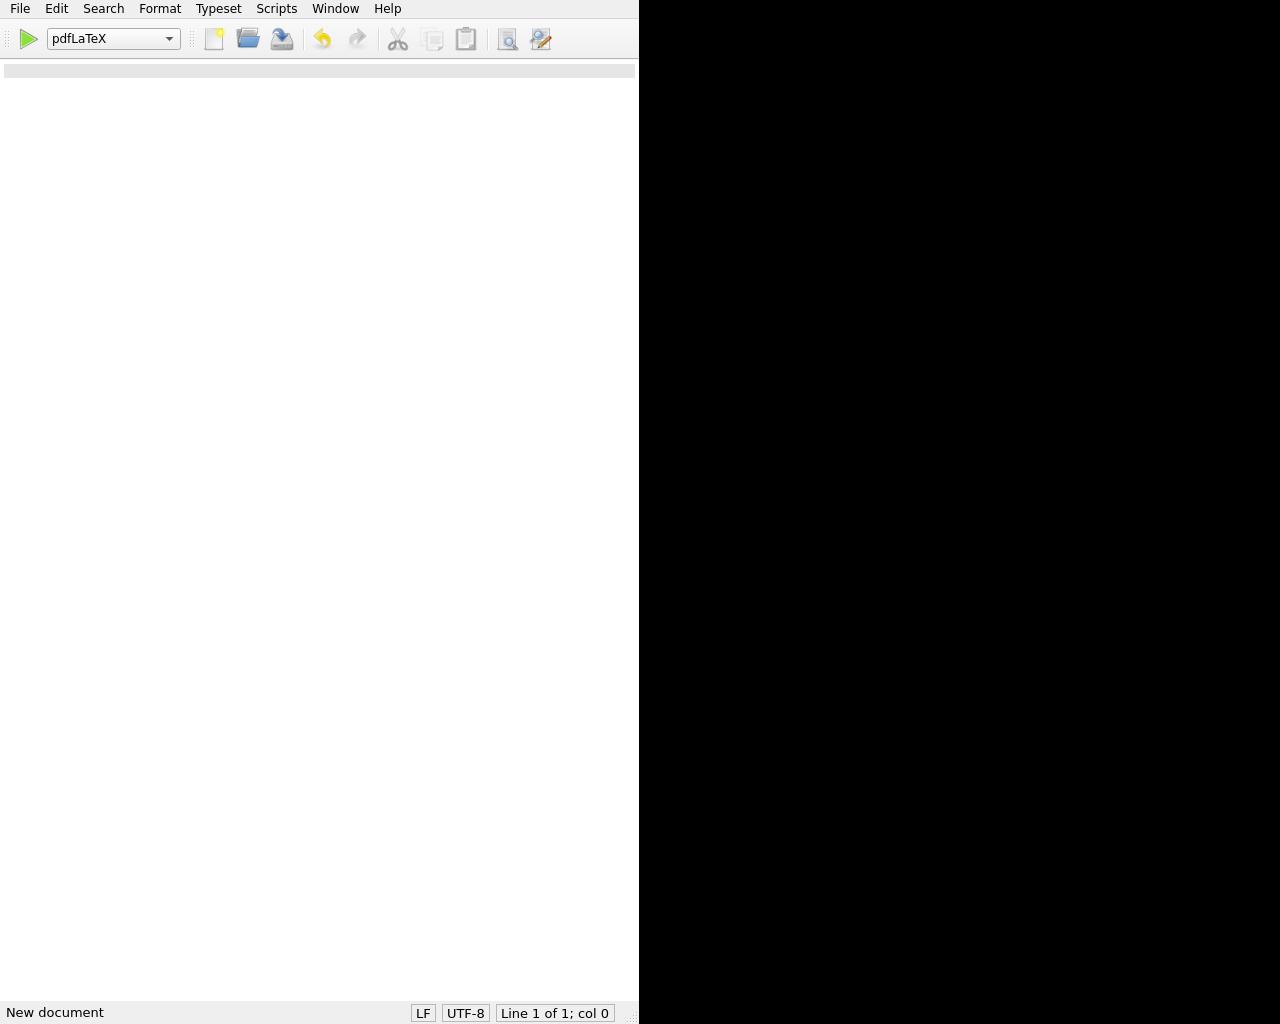 File Edit Search Format Typeset Scripts Window Help
pdfLaTeX
New document LF UTF-8 Line 1 of 1; col 0